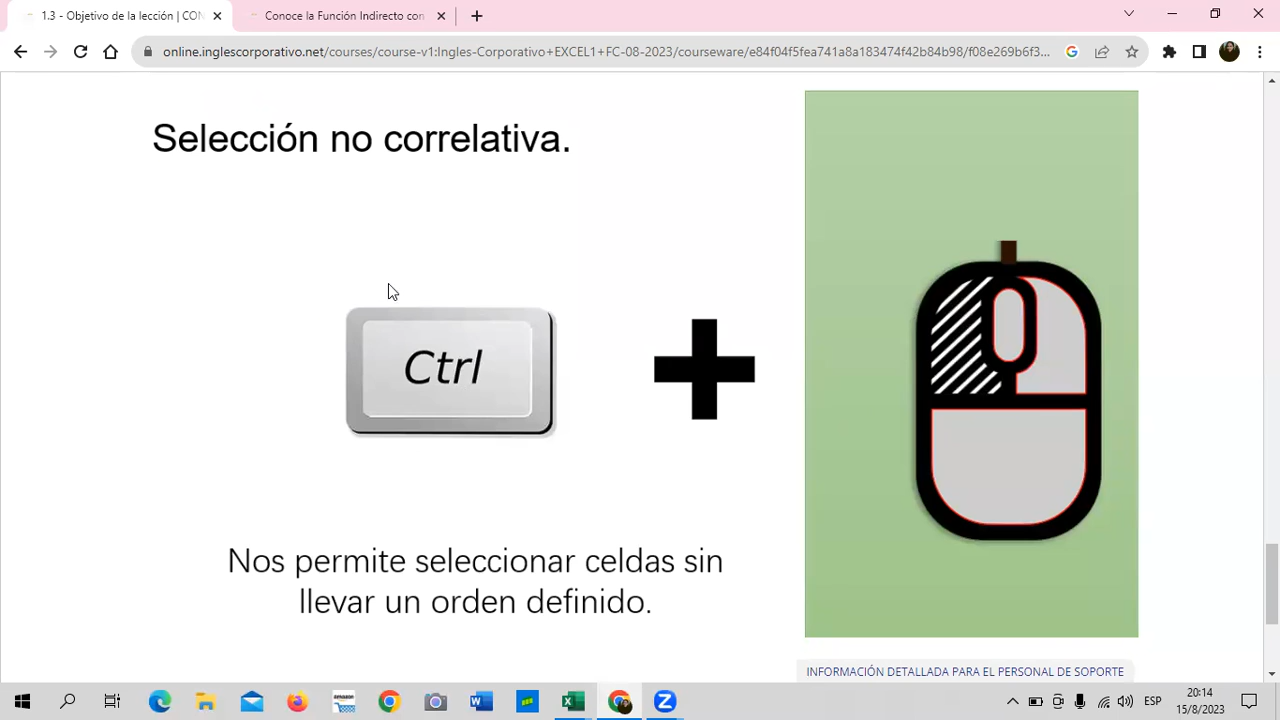 1.3 - Objetivo de la lección | CON
Conoce la Función Indirecto con
online.inglescorporativo.net/courses/course-v1:Ingles-Corporativo+EXCEL1+FC-08-2023/courseware/e84f04f5fea741a8a183474f42b84b98/f08e269b6f3...
Selección no correlativa.
Ctrl
Nos permite seleccionar celdas sin
llevar un orden definido.
INFORMACIÓN DETALLADA PARA EL PERSONAL DE SOPORTE
ESP
20:14
15/8/2023